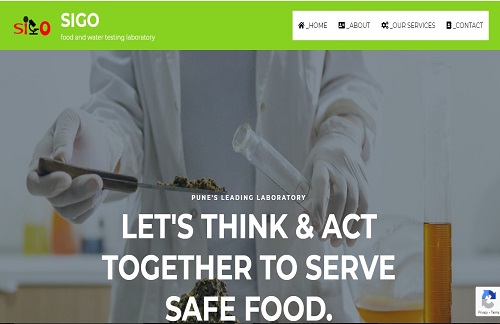 sigo
SIGO
food and water testing laboratory
_HOME
_ABOUT
_OUR SERVICES
_CONTACT
PUNE'S LEADING LABORATORY
LET'S THINK & ACT
TOGETHER TO SERVE
SAFE FOOD.
Privacy - Terms